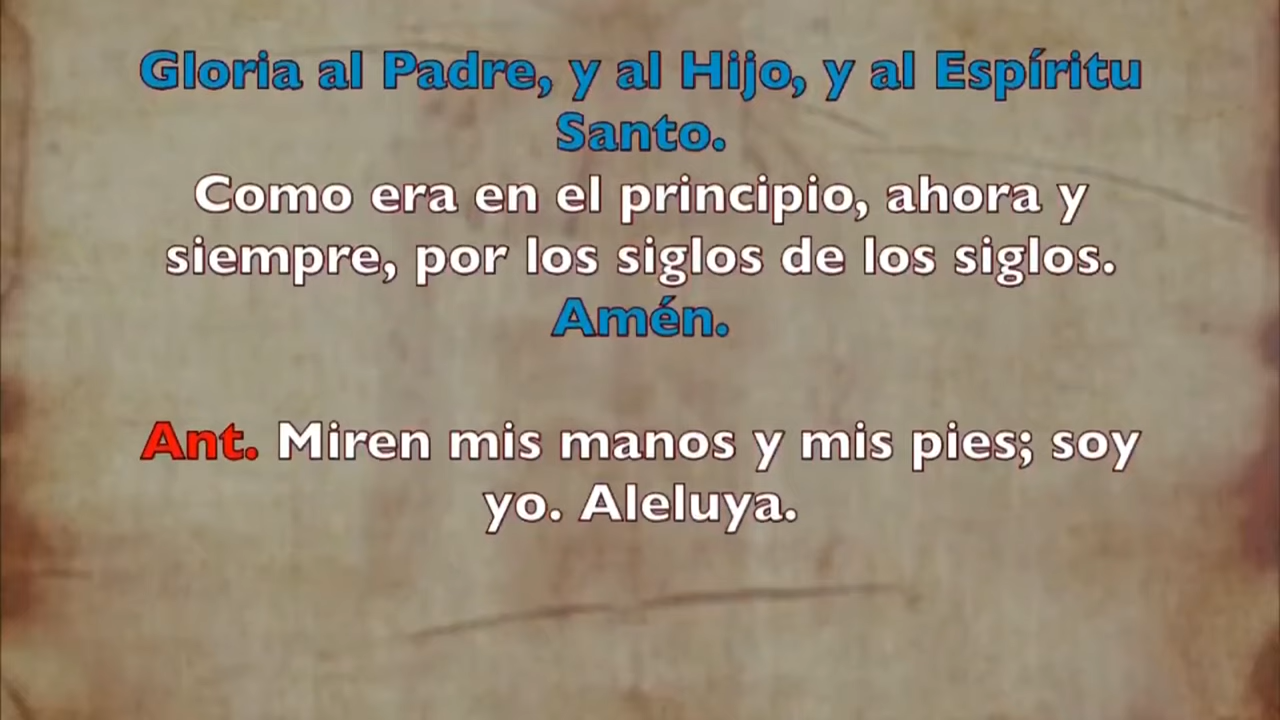 Gloria al Padre, y al Hijo, y al Espíritu
Santo.
Como era en el principio, ahora y
siempre, por los siglos de los siglos.
Amén.
Ant. Miren mis manos y mis pies; soy
yo. Aleluya.